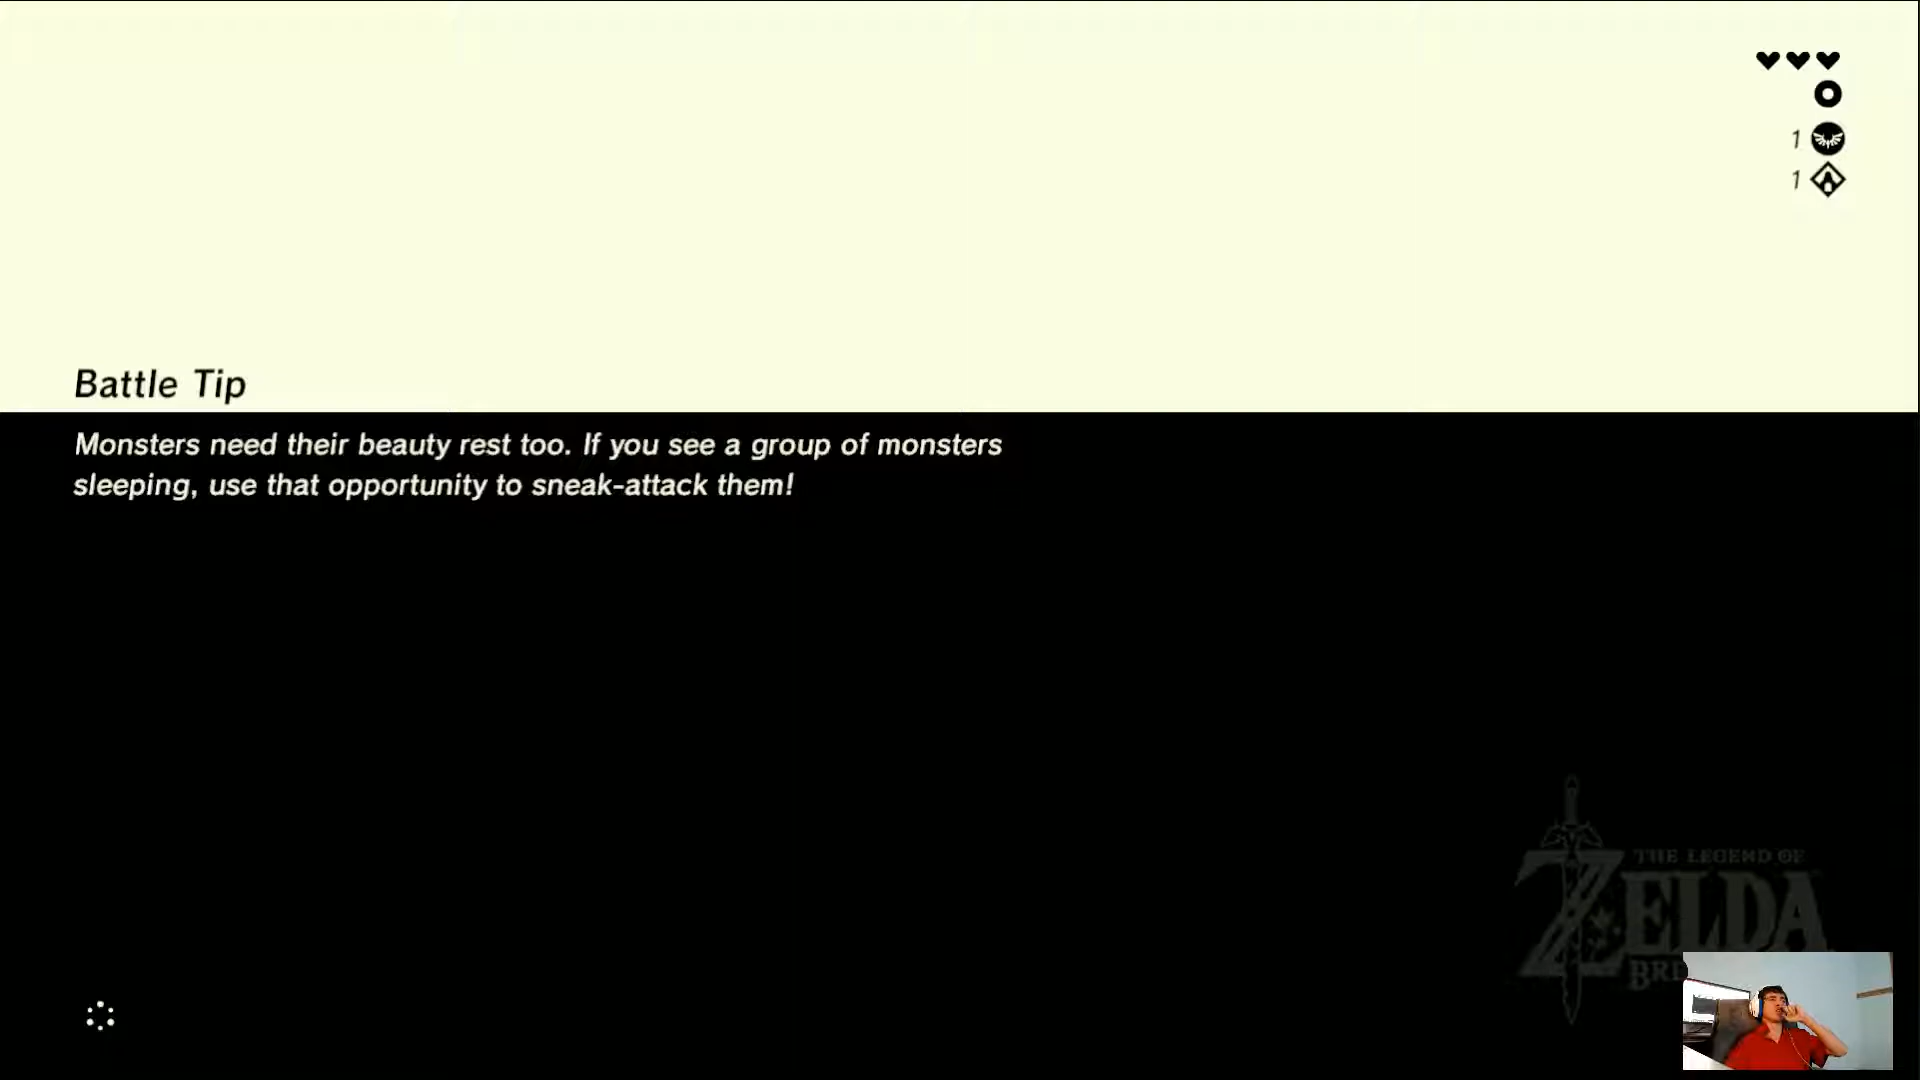 1
1
Battle Tip
Monsters need their beauty rest too. If you see a group of monsters
sleeping, use that opportunity to sneak-attack them!
THE LEGEND OF
ZELDA